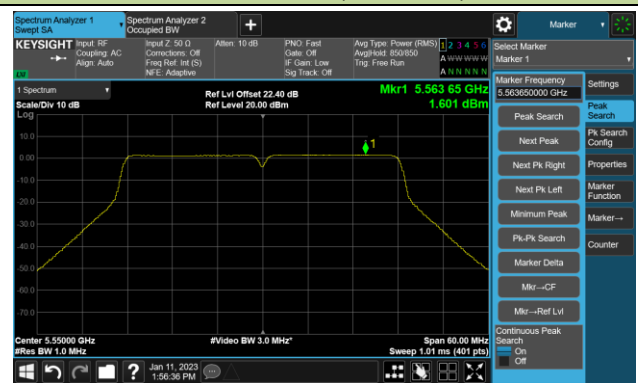 Spectrum Analyzer 1
Swept SA
Spectrum Analyzer 2
Occupied BW
Marker
KEYSIGHT
Input: RF
Coupling: AC
Align: Auto
Input Z: 50 Ω
Corrections: Off
Freq Ref: Int (S)
NFE: Adaptive
Atten: 10 dB
PNO: Fast
Gate: Off
IF Gain: Low
Sig Track: Off
Avg Type: Power (RMS)
Avg|Hold: 850/850
Trig: Free Run
1 2 3 4 5 6
A W W W W W
A N N N N N
LXI
1 Spectrum
Scale/Div 10 dB
Log
Ref Lvl Offset 22.40 dB
Ref Level 20.00 dBm
Mkr1 5.563 65 GHz
1.601 dBm
10.0
0.00
-10.0
-20.0
-30.0
-40.0
-50.0
-60.0
-70.0
1
Center 5.55000 GHz
#Res BW 1.0 MHz
#Video BW 3.0 MHz*
Span 60.00 MHz
Sweep 1.01 ms (401 pts)
Jan 11, 2023
1:56:36 PM
Select Marker
Marker 1
Marker Frequency
5.563650000 GHz
Peak Search
Next Peak
Next Pk Right
Next Pk Left
Minimum Peak
Pk-Pk Search
Marker Delta
Mkr→CF
Mkr→Ref Lvl
Continuous Peak
Search
On
Off
Settings
Peak
Search
Pk Search
Config
Properties
Marker
Function
Marker→
Counter